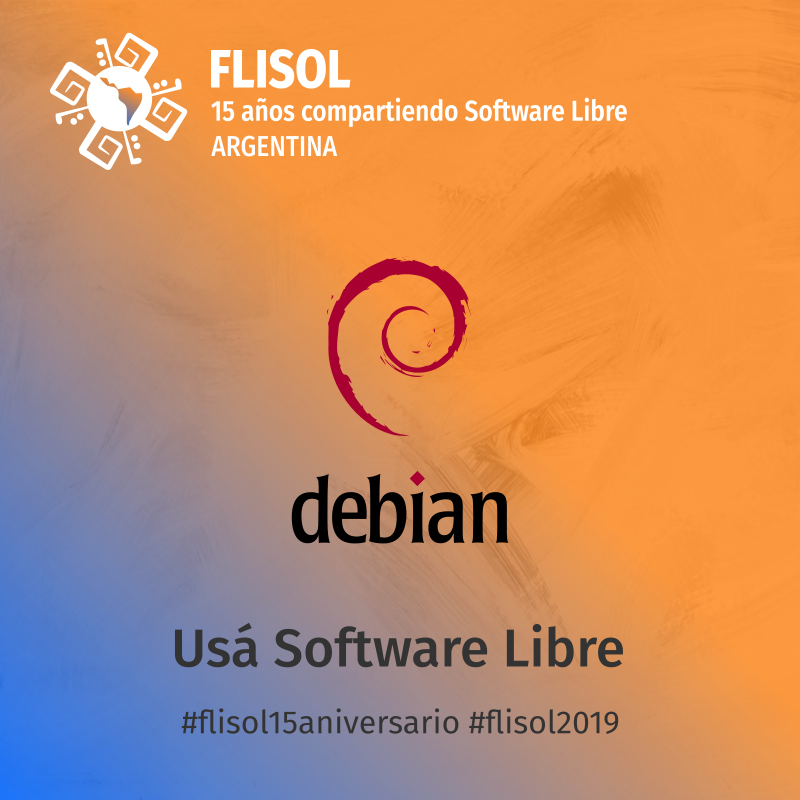 FLISOL
15 años compartiendo Software Libre
ARGENTINA
debian
Usá Software Libre
#flisol15aniversario #flisol2019